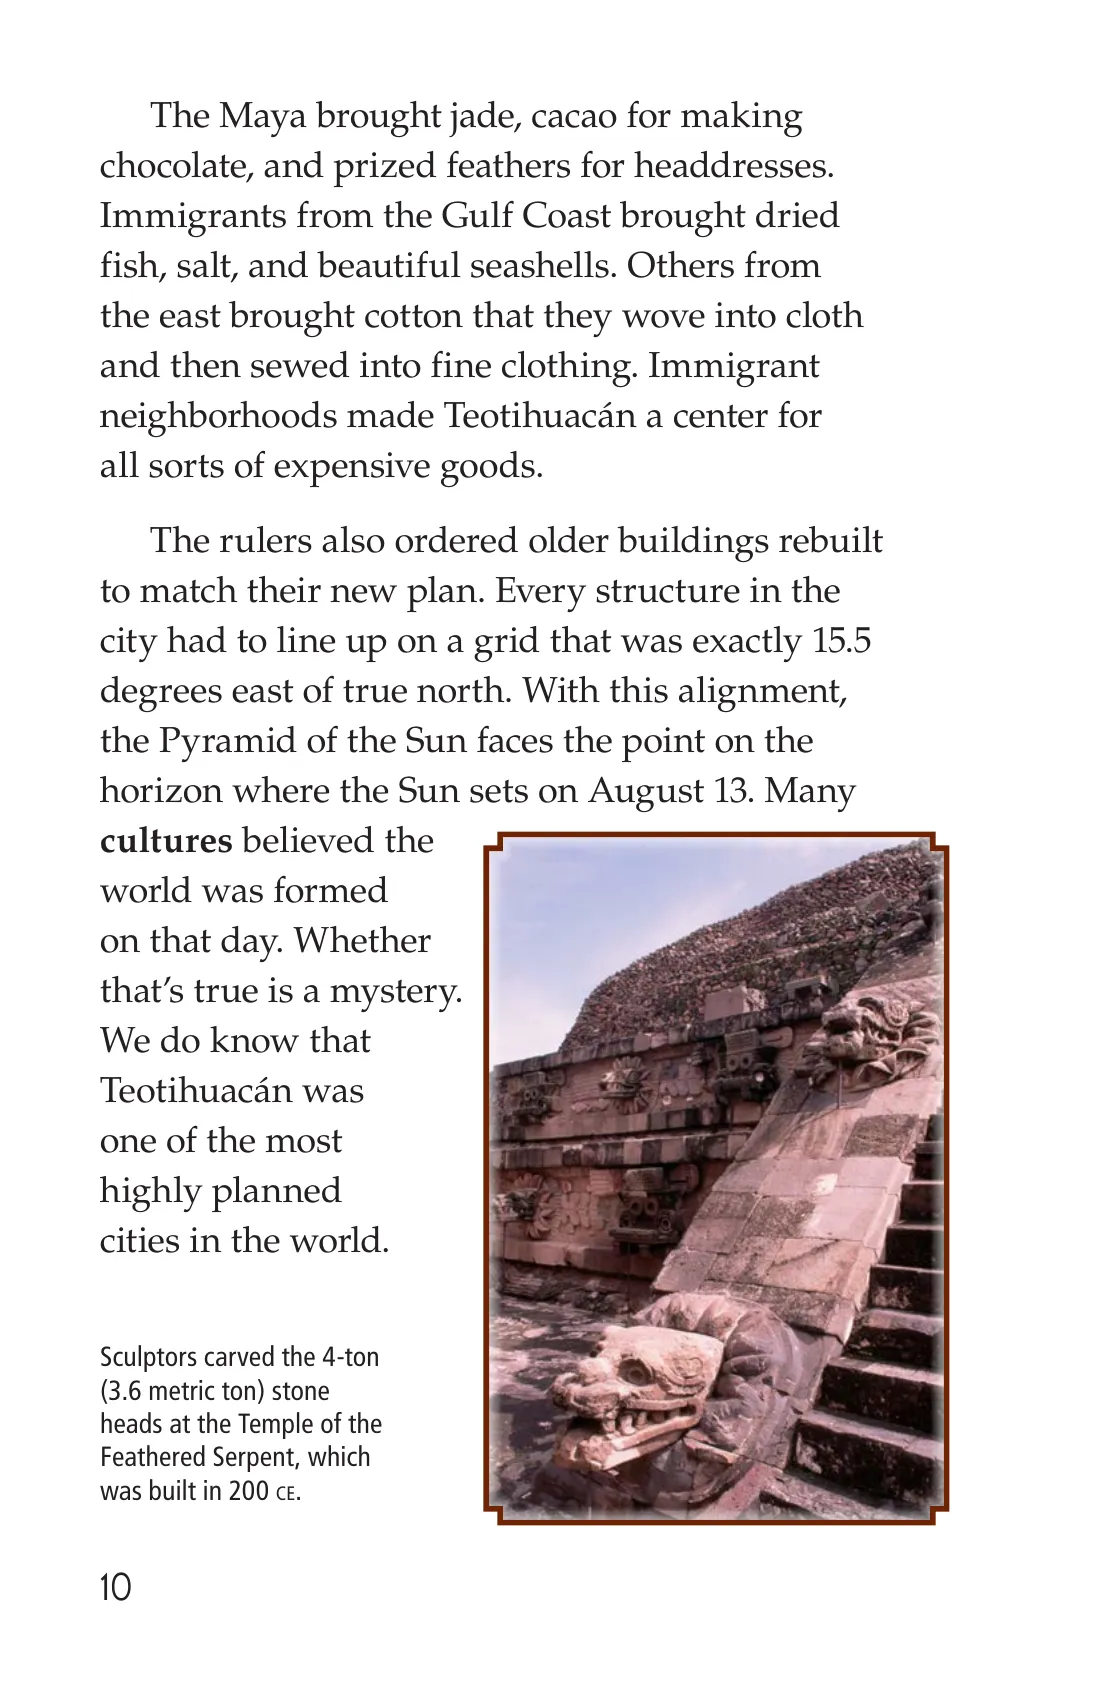 The Maya brought jade, cacao for making
chocolate, and prized feathers for headdresses.
Immigrants from the Gulf Coast brought dried
fish, salt, and beautiful seashells. Others from
the east brought cotton that they wove into cloth
and then sewed into fine clothing. Immigrant
neighborhoods made Teotihuacán a center for
all sorts of expensive goods.
The rulers also ordered older buildings rebuilt
to match their new plan. Every structure in the
city had to line up on a grid that was exactly 15.5
degrees east of true north. With this alignment,
the Pyramid of the Sun faces the point on the
horizon where the Sun sets on August 13. Many
cultures believed the
world was formed
on that day. Whether
that’s true is a mystery.
We do know that
Teotihuacán was
one of the most
highly planned
cities in the world.
Sculptors carved the 4-ton
(3.6 metric ton) stone
heads at the Temple of the
Feathered Serpent, which
was built in 200 CE.
10